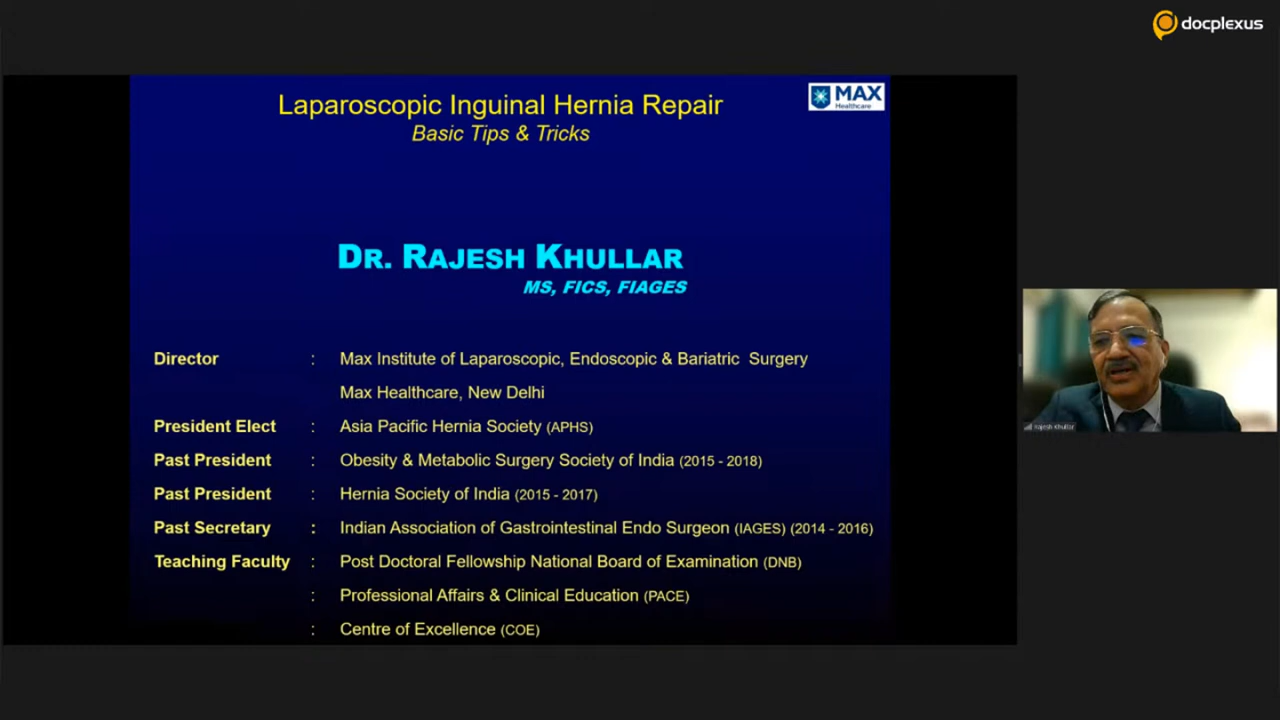 docplexus
Laparoscopic Inguinal Hernia Repair
MAX
Healthcare
Basic Tips & Tricks
DR. RAJESH KHULLAR
MS, FICS, FIAGES
Director : Max Institute of Laparoscopic, Endoscopic & Bariatric Surgery
Max Healthcare, New Delhi
President Elect : Asia Pacific Hernia Society (APHS)
Past President : Obesity & Metabolic Surgery Society of India (2015 - 2018)
Past President : Hernia Society of India (2015 - 2017)
Past Secretary : Indian Association of Gastrointestinal Endo Surgeon (IAGES) (2014 - 2016)
Teaching Faculty : Post Doctoral Fellowship National Board of Examination (DNB)
: Professional Affairs & Clinical Education (PACE)
: Centre of Excellence (COE)
Rajesh Khullar